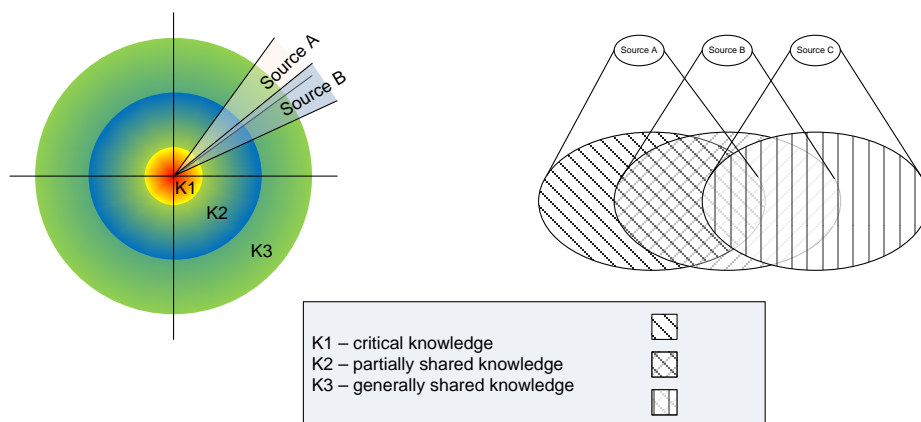 Source A
Source B
K1
K2
K3
Source A
Source B
Source C
K1 – critical knowledge
K2 – partially shared knowledge
K3 – generally shared knowledge